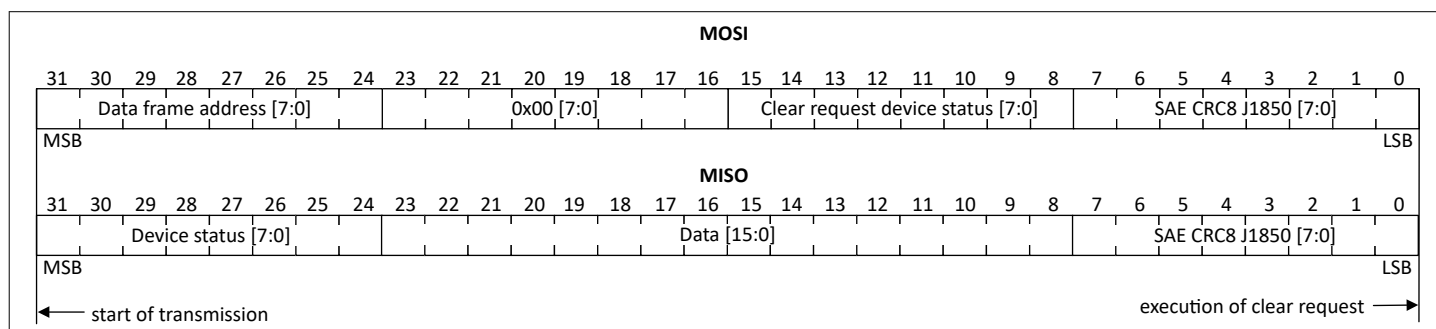 MOSI
31 30 29 28 27 26 25 24 23 22 21 20 19 18 17 16 15 14 13 12 11 10 9 8 7 6 5 4 3 2 1 0
Data frame address [7:0] 0x00 [7:0] Clear request device status [7:0] SAE CRC8 J1850 [7:0]
MSB LSB
MISO
31 30 29 28 27 26 25 24 23 22 21 20 19 18 17 16 15 14 13 12 11 10 9 8 7 6 5 4 3 2 1 0
Device status [7:0] Data [15:0] SAE CRC8 J1850 [7:0]
MSB LSB
start of transmission execution of clear request